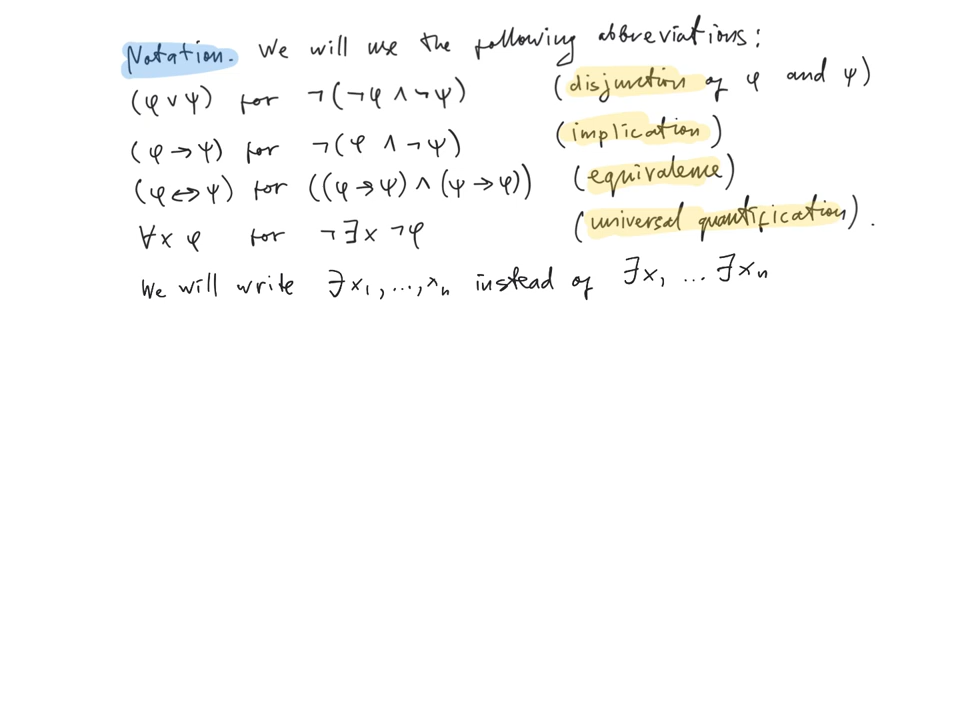 Notation. We will use the following abbreviations:
(φ ∨ ψ) for ¬(¬φ ∧ ¬ψ) (disjunction of φ and ψ)
(φ → ψ) for ¬(φ ∧ ¬ψ) (implication)
(φ ↔ ψ) for ((φ → ψ) ∧ (ψ → φ)) (equivalence)
∀x φ for ¬∃x ¬φ (universal quantification).
We will write ∃x₁,...,xₙ instead of ∃x₁ ... ∃xₙ